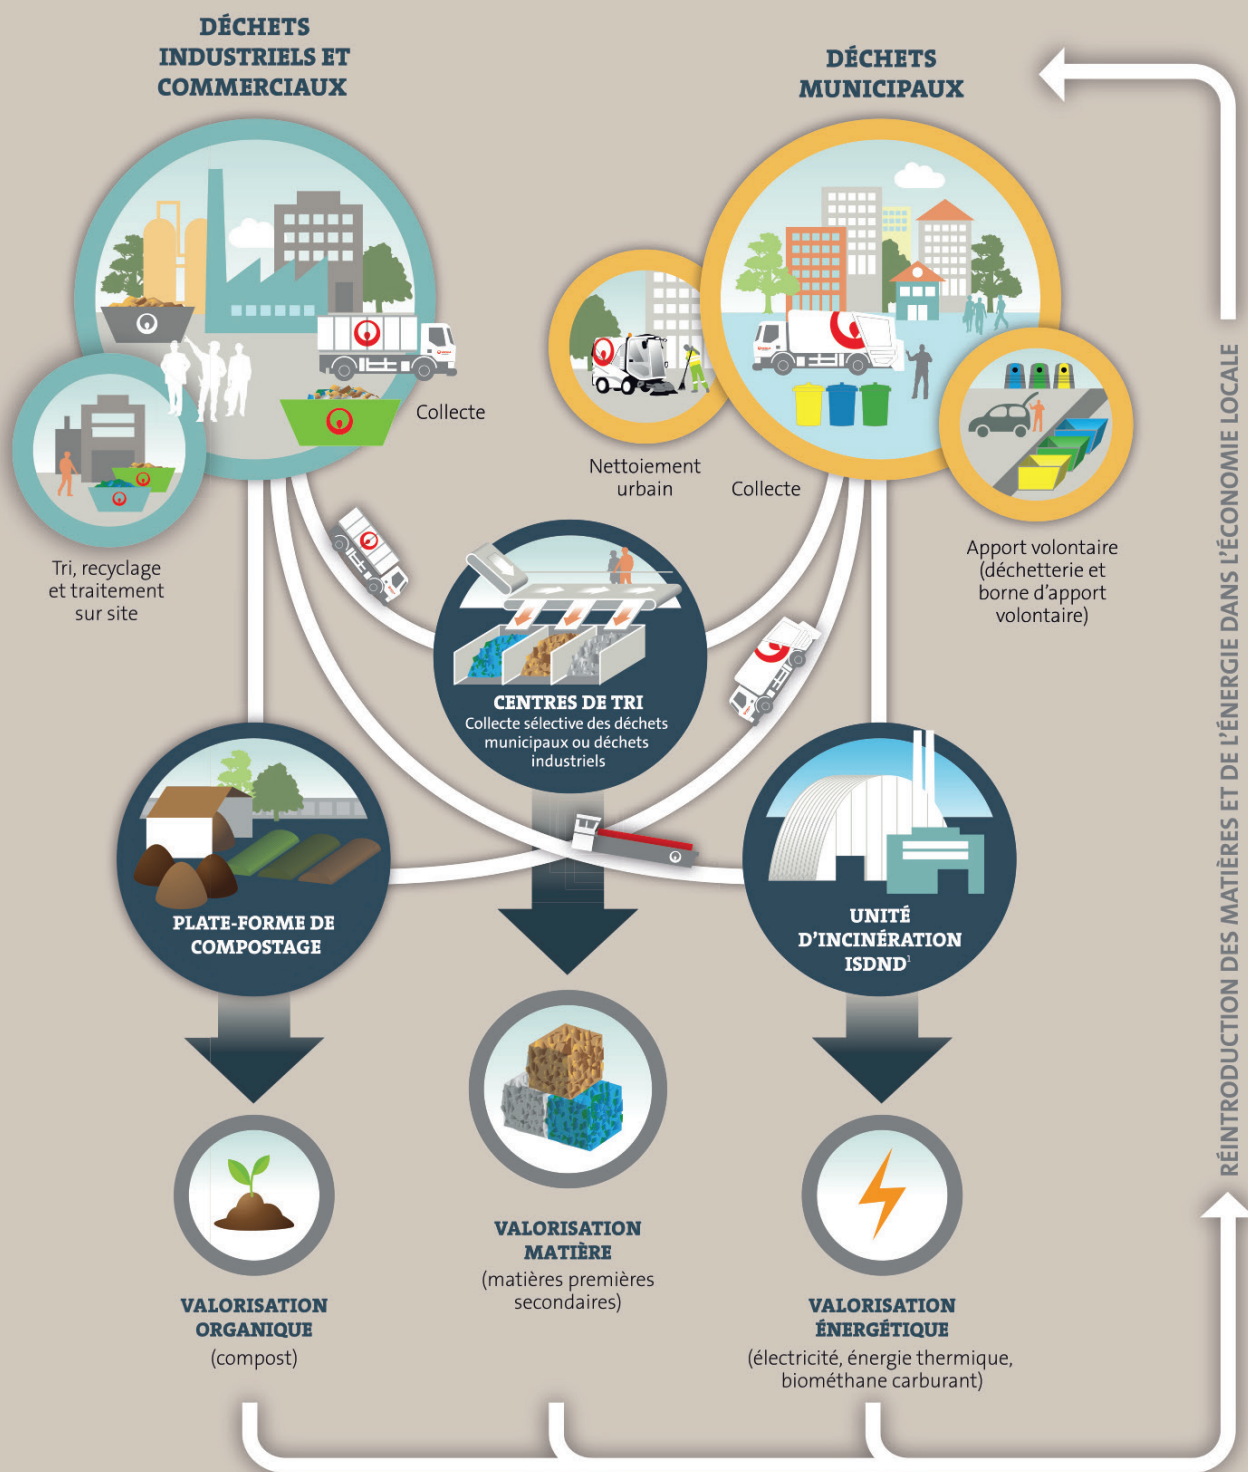 DÉCHETS
INDUSTRIELS ET
COMMERCIAUX
DÉCHETS
MUNICIPAUX
Collecte
Nettoiement
urbain
Collecte
Tri, recyclage
et traitement
sur site
Apport volontaire
(déchetterie et
borne d'apport
volontaire)
CENTRES DE TRI
Collecte sélective des déchets
municipaux ou déchets
industriels
PLATE-FORME DE
COMPOSTAGE
UNITÉ
D'INCINÉRATION
ISDND¹
VALORISATION
ORGANIQUE
(compost)
VALORISATION
MATIÈRE
(matières premières
secondaires)
VALORISATION
ÉNERGÉTIQUE
(électricité, énergie thermique,
biométhane carburant)
RÉINTRODUCTION DES MATIÈRES ET DE L'ÉNERGIE DANS L'ÉCONOMIE LOCALE